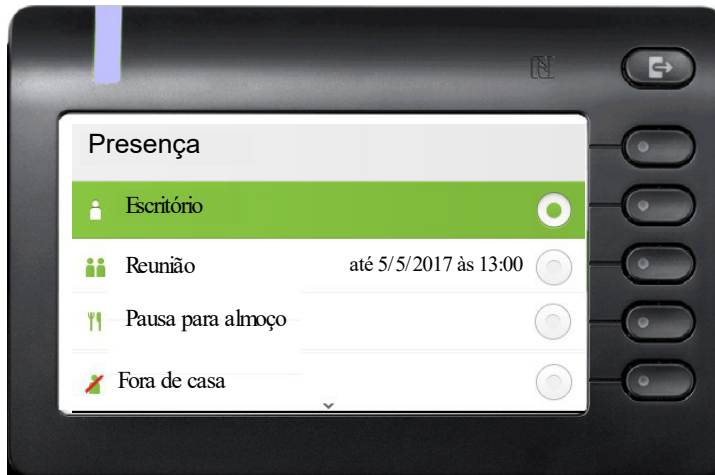 Presença
Escritório
Reunião até 5/5/2017 às 13:00
Pausa para almoço
Fora de casa